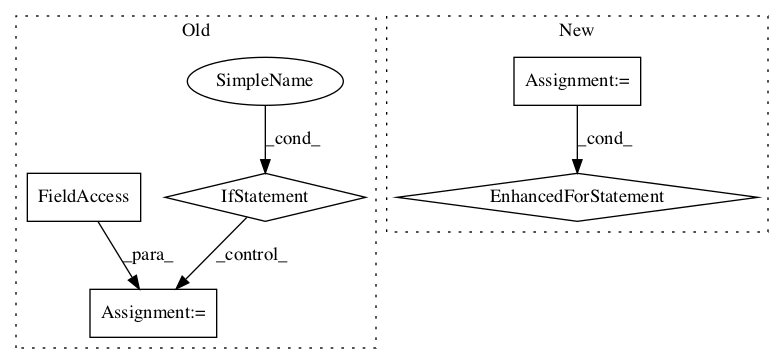 Old
New
SimpleName
Assignment:=
_cond_
_cond_
FieldAccess
IfStatement
EnhancedForStatement
_para_
_control_
Assignment:=